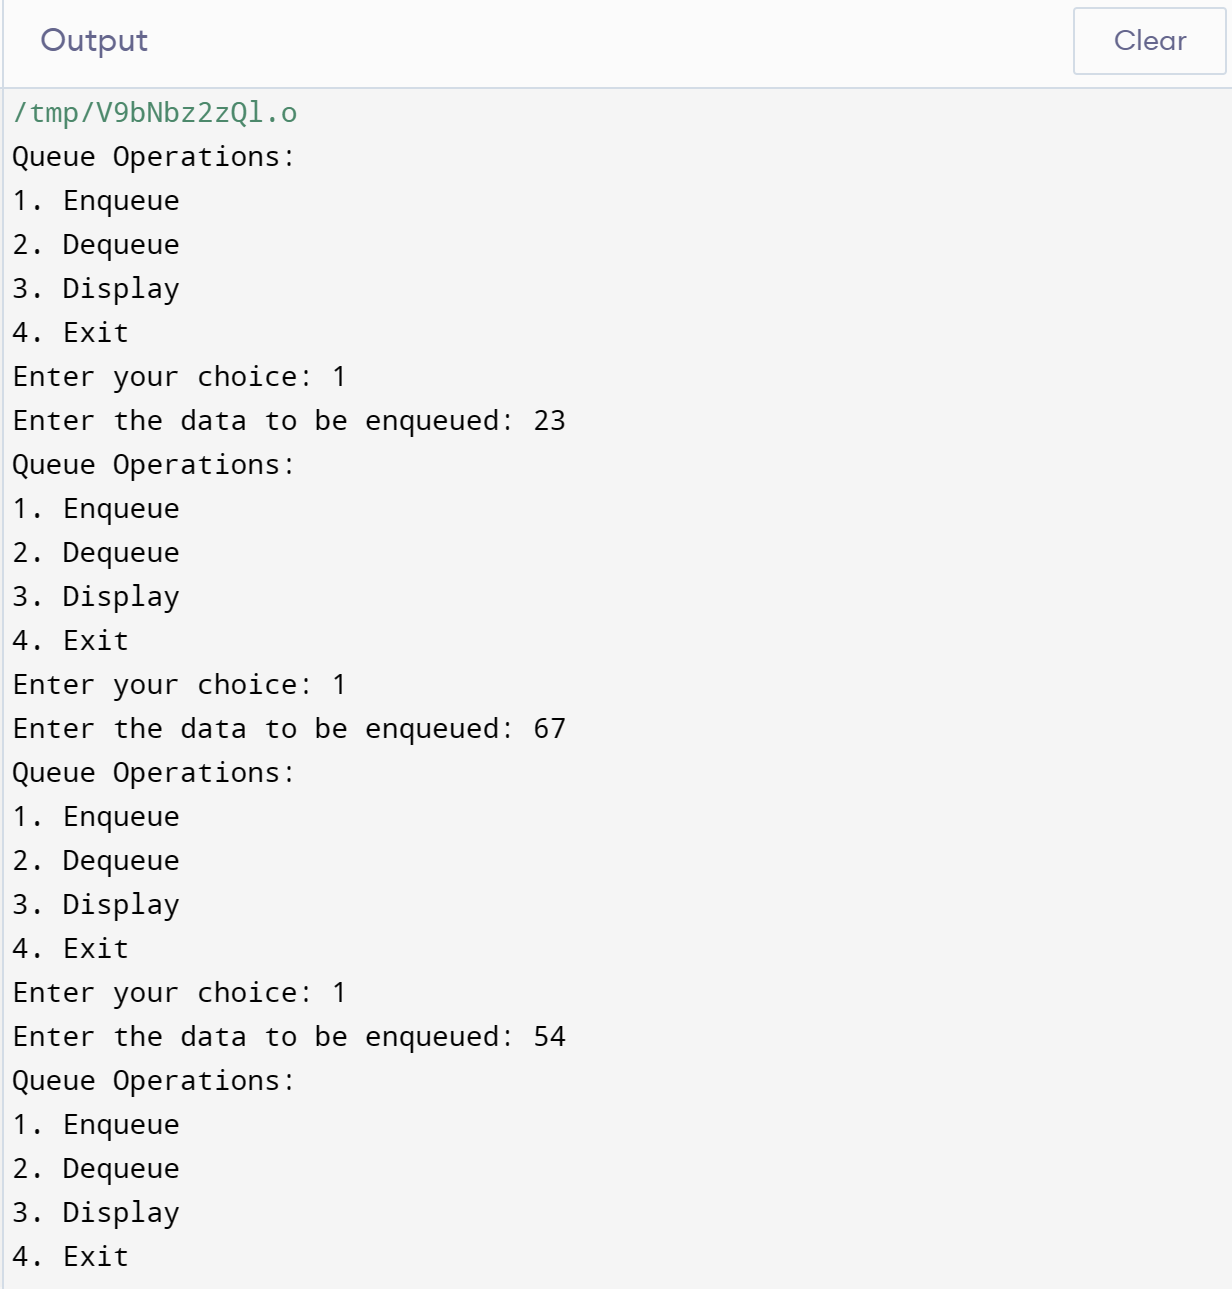 Output
Clear
/tmp/V9bNbz2zQl.o
Queue Operations:
1. Enqueue
2. Dequeue
3. Display
4. Exit
Enter your choice: 1
Enter the data to be enqueued: 23
Queue Operations:
1. Enqueue
2. Dequeue
3. Display
4. Exit
Enter your choice: 1
Enter the data to be enqueued: 67
Queue Operations:
1. Enqueue
2. Dequeue
3. Display
4. Exit
Enter your choice: 1
Enter the data to be enqueued: 54
Queue Operations:
1. Enqueue
2. Dequeue
3. Display
4. Exit